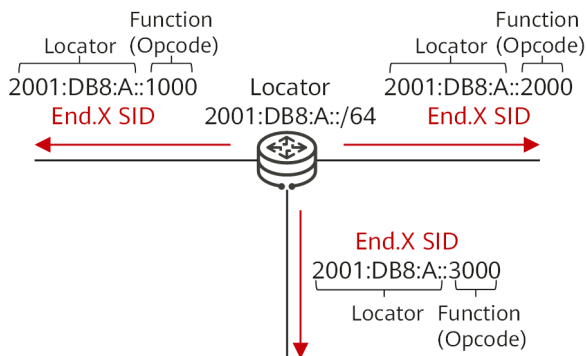 Function
Locator (Opcode)
2001:DB8:A::1000
End.X SID
Locator
2001:DB8:A::/64
Function
Locator (Opcode)
2001:DB8:A::2000
End.X SID
End.X SID
2001:DB8:A::3000
Locator Function
(Opcode)